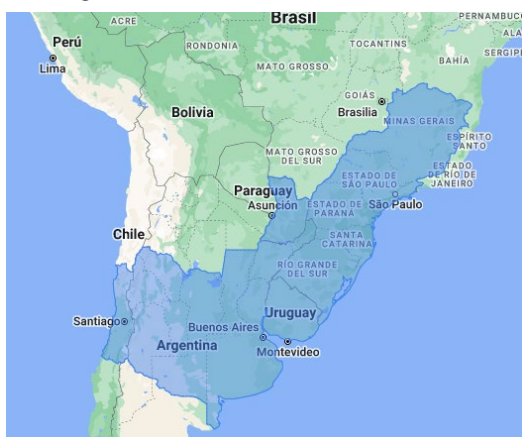 ACRE
Brasil
PERNAMBUC
ALA
Perú
RONDONIA
TOCANTINS
SERGIP
Lima
MATO GROSSO
BAHÍA
GOIÁS
Bolivia
Brasilia
MINAS GERAIS
ESPÍRITO
SANTO
MATO GROSSO
DEL SUR
ESTADO
DE RÍO DE
JANEIRO
ESTADO DE
SÃO PAULO
Paraguay
Asunción
ESTADO DE
PARANÁ
São Paulo
Chile
SANTA
CATARINA
RÍO GRANDE
DEL SUR
Santiago
Uruguay
Buenos Aires
Argentina
Montevideo